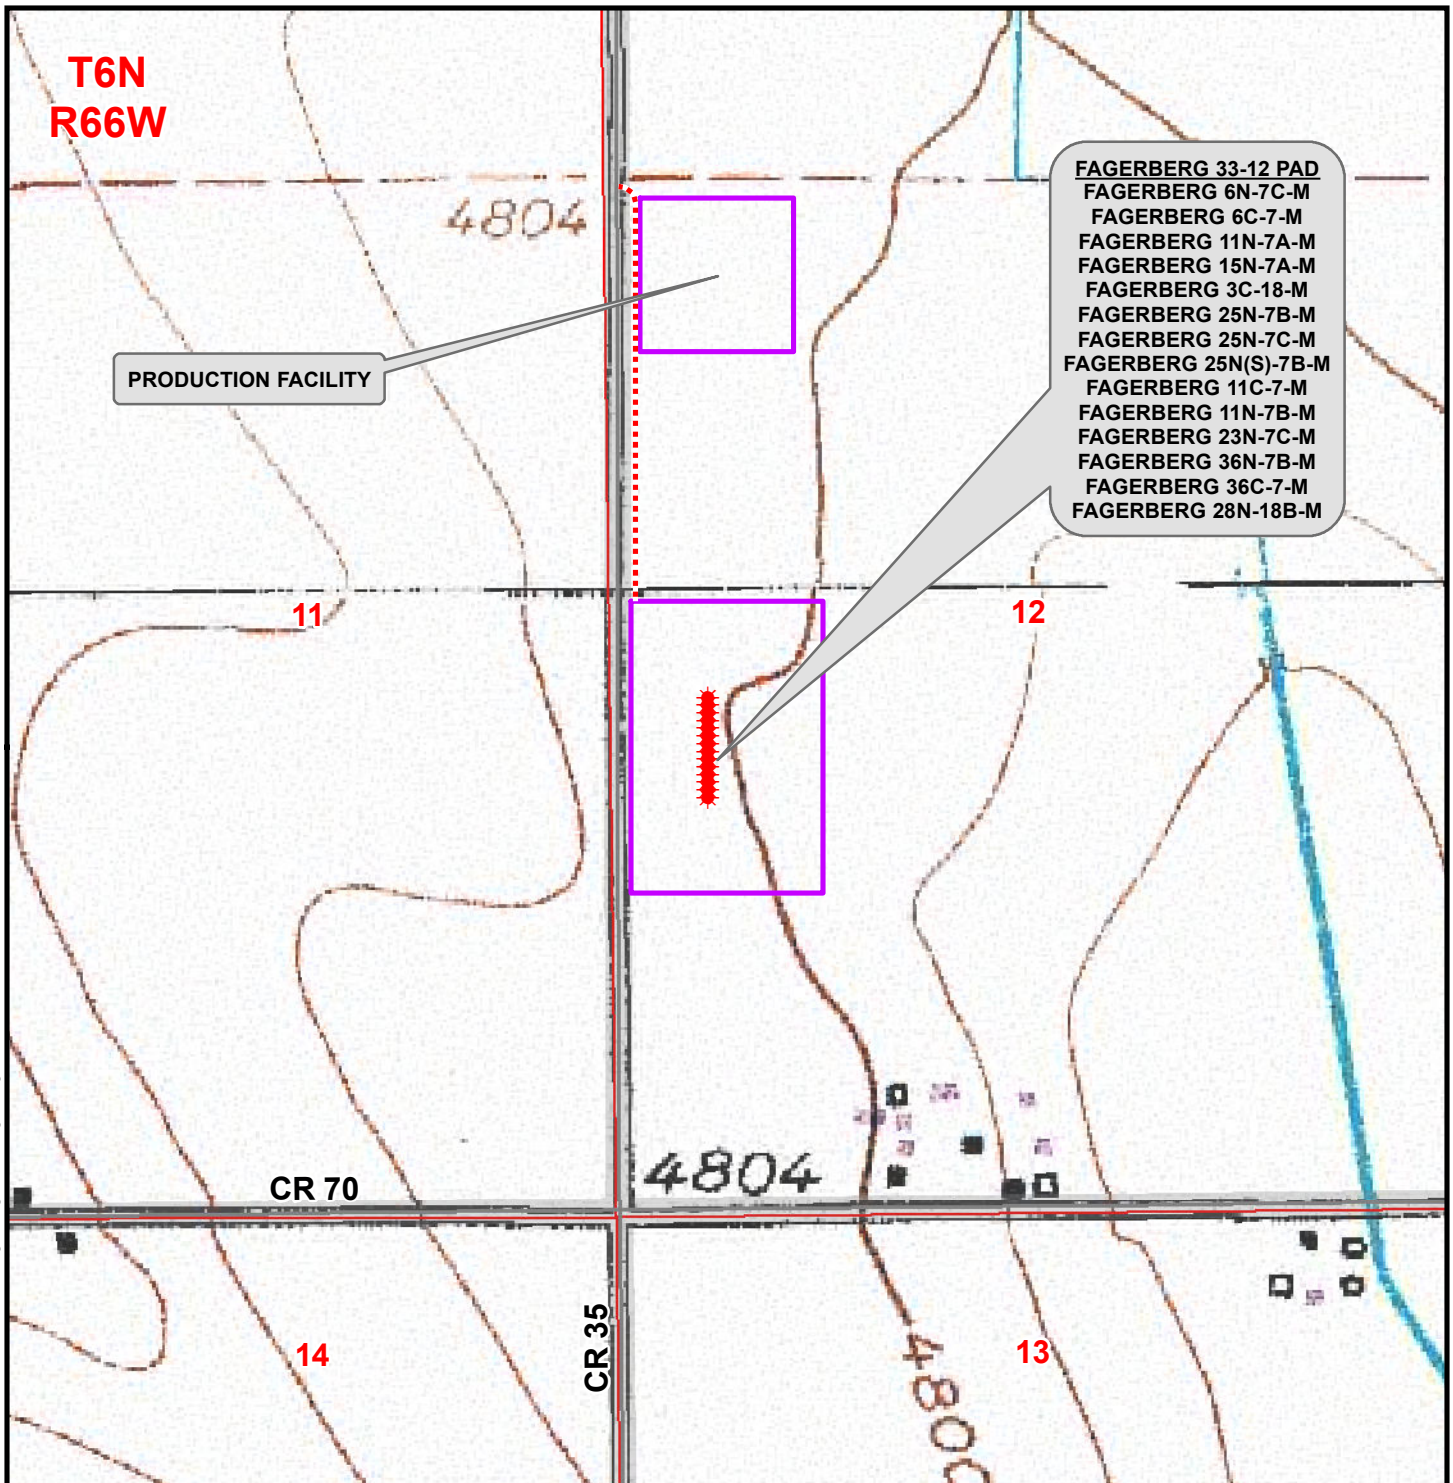 T6N
R66W
4804
FAGERBERG 33-12 PAD
FAGERBERG 6N-7C-M
FAGERBERG 6C-7-M
FAGERBERG 11N-7A-M
FAGERBERG 15N-7A-M
FAGERBERG 3C-18-M
FAGERBERG 25N-7B-M
FAGERBERG 25N-7C-M
FAGERBERG 25N(S)-7B-M
FAGERBERG 11C-7-M
FAGERBERG 11N-7B-M
FAGERBERG 23N-7C-M
FAGERBERG 36N-7B-M
FAGERBERG 36C-7-M
FAGERBERG 28N-18B-M
PRODUCTION FACILITY
11
12
4804
CR 70
CR 35
14
13
4800